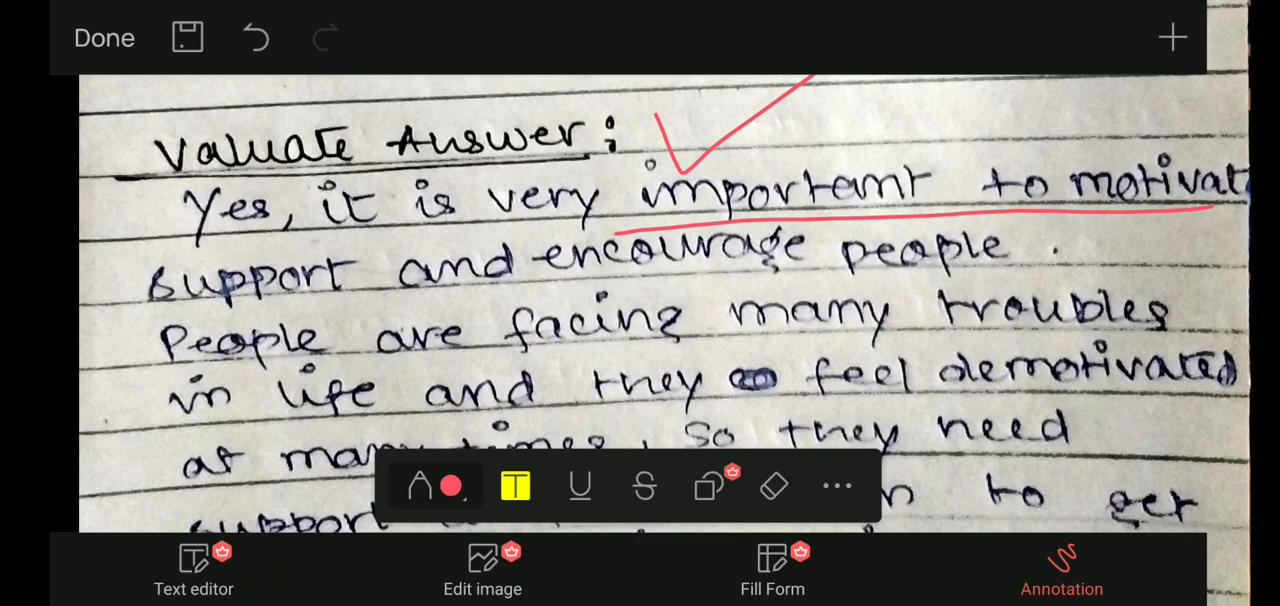 Done
Valuate Answer:
Yes, it is very important to motivat
support and encourage people.
People are facing many troubles
in life and they feel demotivated
at many times, so they need
support to get
Text editor
Edit image
Fill Form
Annotation